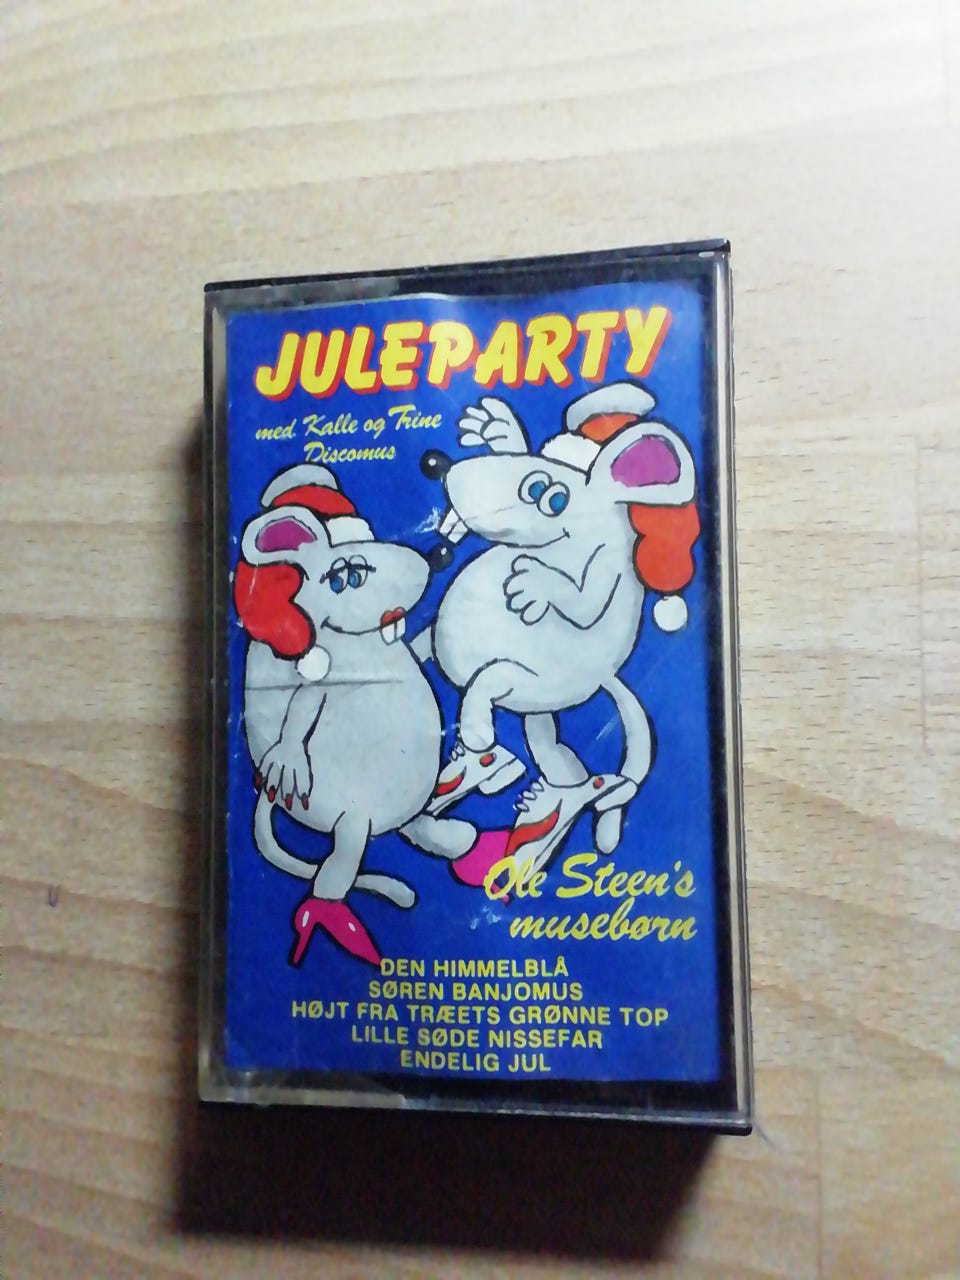 JULEPARTY
med Kalle og Trine
Discomus
Ole Steen's
musebørn
DEN HIMMELBLÅ
SØREN BANJOMUS
HØJT FRA TRÆETS GRØNNE TOP
LILLE SØDE NISSEFAR
ENDELIG JUL